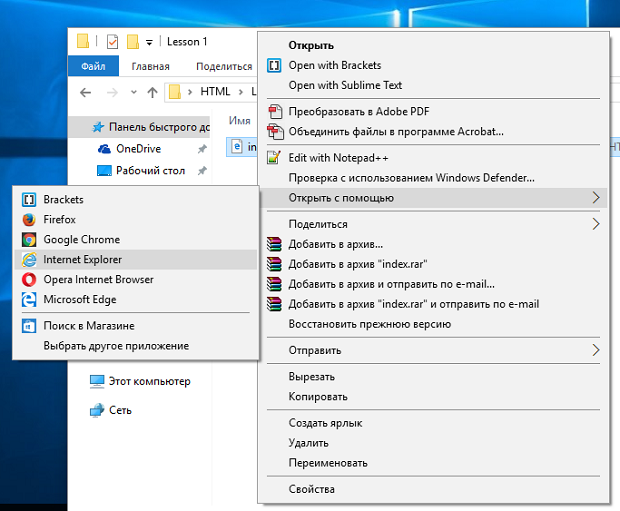 Lesson 1
Файл
Главная
Поделиться
HTML
Имя
Панель быстрого до
OneDrive
Рабочий стол
Этот компьютер
Сеть
Открыть
Open with Brackets
Open with Sublime Text
Преобразовать в Adobe PDF
Объединить файлы в программе Acrobat...
Edit with Notepad++
Проверка с использованием Windows Defender...
Открыть с помощью
Поделиться
Добавить в архив...
Добавить в архив "index.rar"
Добавить в архив и отправить по e-mail...
Добавить в архив "index.rar" и отправить по e-mail
Восстановить прежнюю версию
Отправить
Вырезать
Копировать
Создать ярлык
Удалить
Переименовать
Свойства
Brackets
Firefox
Google Chrome
Internet Explorer
Opera Internet Browser
Microsoft Edge
Поиск в Магазине
Выбрать другое приложение